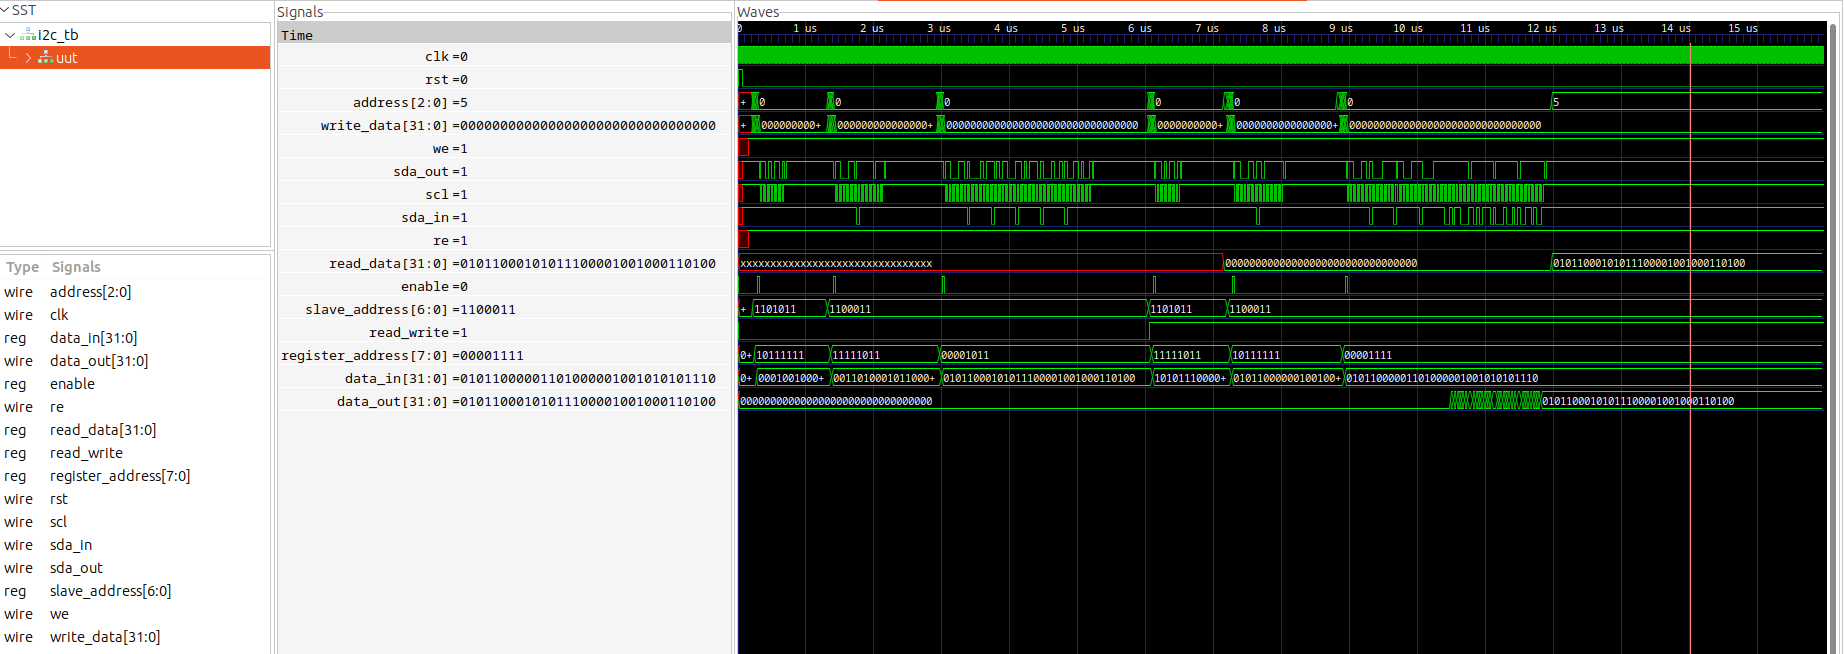 SST
i2c_tb
uut
Type Signals
wire address[2:0]
wire clk
reg data_in[31:0]
wire data_out[31:0]
reg enable
wire re
reg read_data[31:0]
reg read_write
reg register_address[7:0]
wire rst
wire scl
wire sda_in
wire sda_out
reg slave_address[6:0]
wire we
wire write_data[31:0]
Signals
Time
clk =0
rst =0
address[2:0] =5
write_data[31:0] =00000000000000000000000000000000
we =1
sda_out =1
scl =1
sda_in =1
re =1
read_data[31:0] =01011000101011100001001000110100
enable =0
slave_address[6:0] =1100011
read_write =1
register_address[7:0] =00001111
data_in[31:0] =01011000001101000001001010101110
data_out[31:0] =01011000101011100001001000110100
Waves
0 1 us 2 us 3 us 4 us 5 us 6 us 7 us 8 us 9 us 10 us 11 us 12 us 13 us 14 us 15 us
+ 0 0 0 0 0 0 5
+ 000000000+ 0000000000000000+ 00000000000000000000000000000000 0000000000+ 0000000000000000+ 00000000000000000000000000000000
xxxxxxxxxxxxxxxxxxxxxxxxxxxxxxxx 00000000000000000000000000000000 01011000101011100001001000110100
+ 1101011 1100011 1101011 1100011
0+ 10111111 11111011 00001011 11111011 10111111 00001111
0+ 0001001000+ 0011010001011000+ 01011000101011100001001000110100 10101110000+ 01011000000100100+ 01011000001101000001001010101110
00000000000000000000000000000000 01011000101011100001001000110100